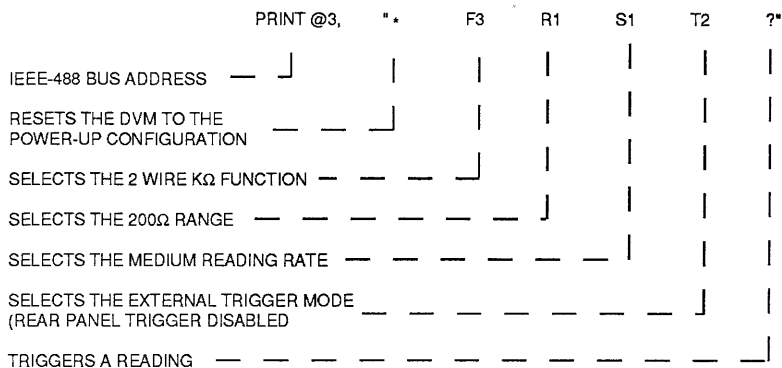 PRINT @3, "* F3 R1 S1 T2 ?"
IEEE-488 BUS ADDRESS
RESETS THE DVM TO THE
POWER-UP CONFIGURATION
SELECTS THE 2 WIRE KΩ FUNCTION
SELECTS THE 200Ω RANGE
SELECTS THE MEDIUM READING RATE
SELECTS THE EXTERNAL TRIGGER MODE
(REAR PANEL TRIGGER DISABLED
TRIGGERS A READING